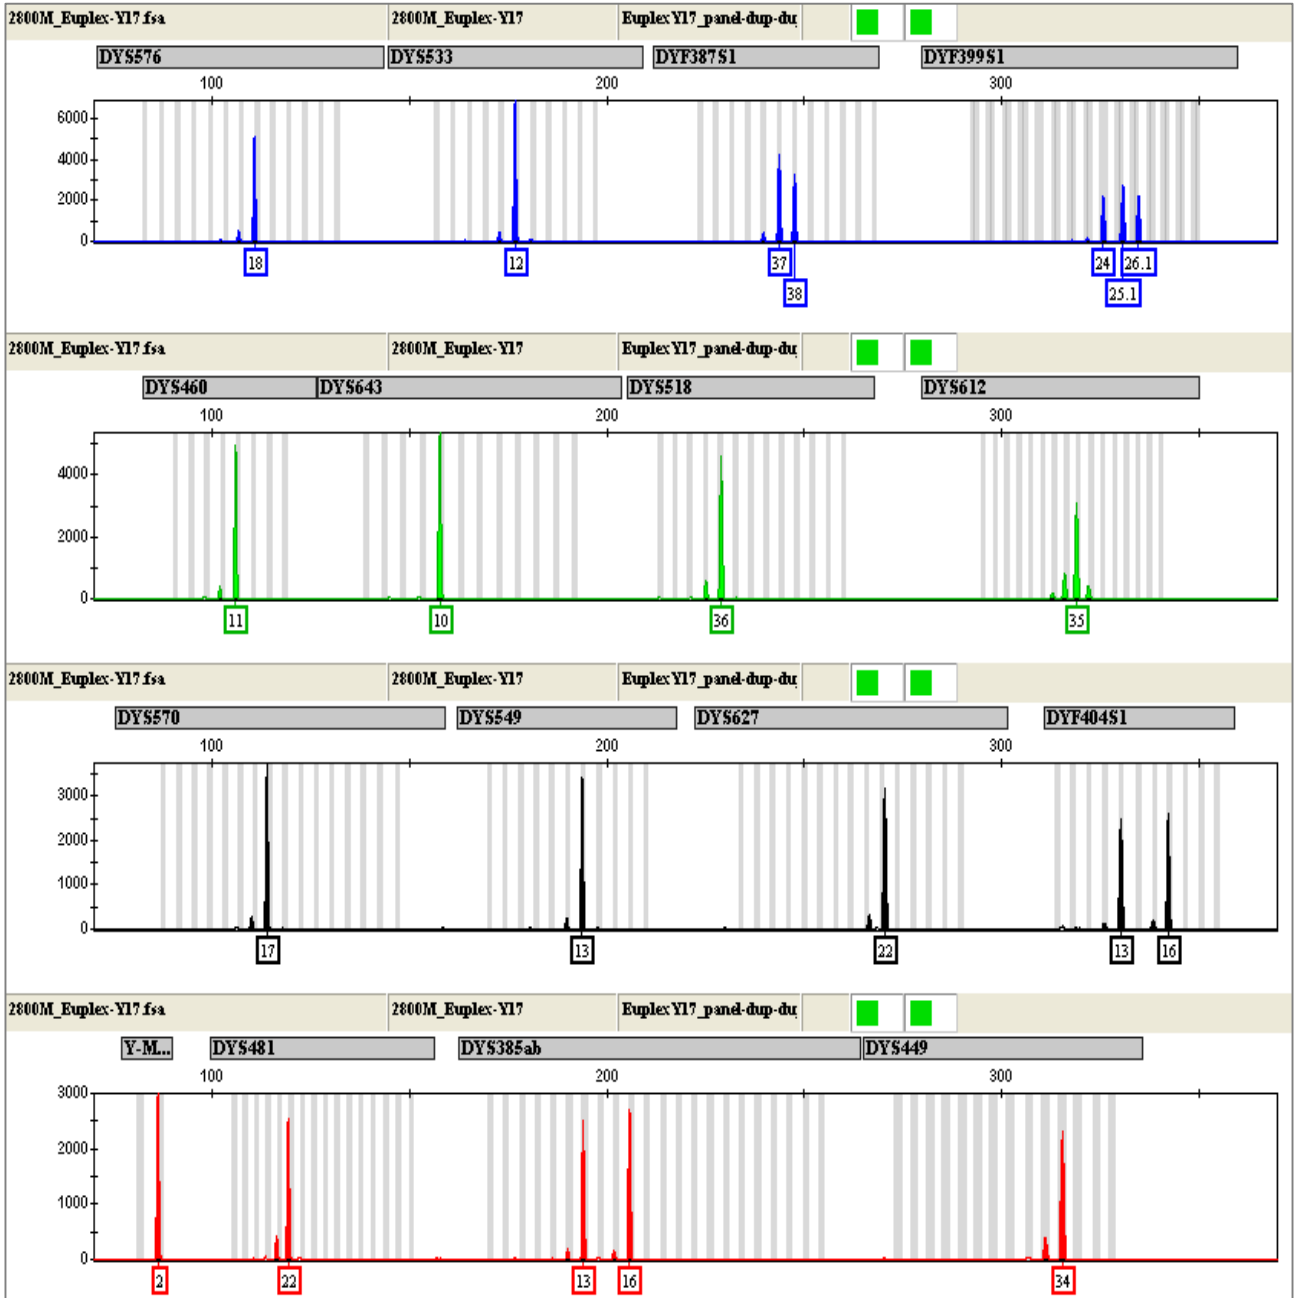 2800M_Euplex-Y17.fsa 2800M_Euplex-Y17 EuplexY17_panel-dup-du
DYS576 DYS533 DYF387S1 DYF399S1
100 200 300
6000
4000
2000
0
18 12 37 24 26.1
38 25.1
2800M_Euplex-Y17.fsa 2800M_Euplex-Y17 EuplexY17_panel-dup-du
DYS460 DYS643 DYS518 DYS612
100 200 300
4000
2000
0
11 10 36 35
2800M_Euplex-Y17.fsa 2800M_Euplex-Y17 EuplexY17_panel-dup-du
DYS570 DYS549 DYS627 DYF404S1
100 200 300
3000
2000
1000
0
17 13 22 13 16
2800M_Euplex-Y17.fsa 2800M_Euplex-Y17 EuplexY17_panel-dup-du
Y-M... DYS481 DYS385ab DYS449
100 200 300
3000
2000
1000
0
2 22 13 16 34